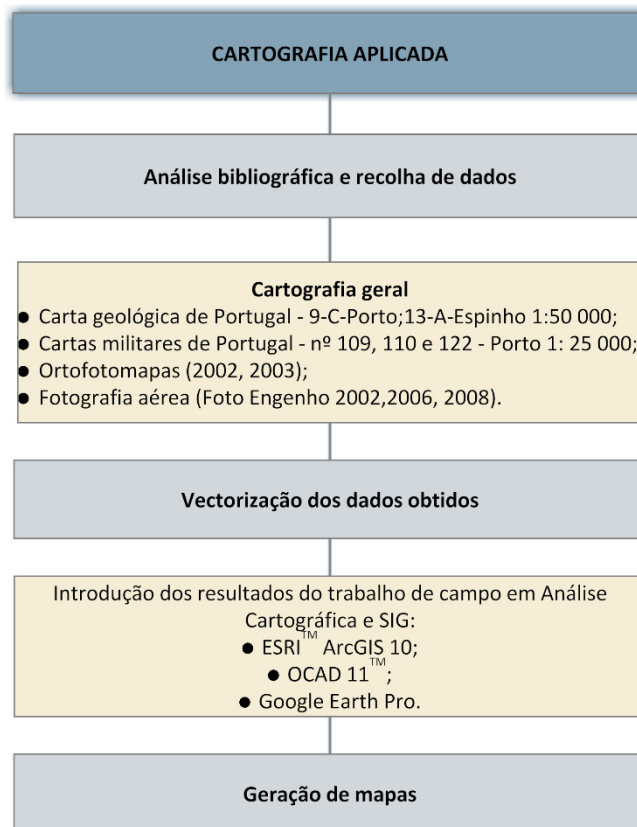 CARTOGRAFIA APLICADA
Análise bibliográfica e recolha de dados
Cartografia geral
● Carta geológica de Portugal - 9-C-Porto;13-A-Espinho 1:50 000;
● Cartas militares de Portugal - nº 109, 110 e 122 - Porto 1: 25 000;
● Ortofotomapas (2002, 2003);
● Fotografia aérea (Foto Engenho 2002,2006, 2008).
Vectorização dos dados obtidos
Introdução dos resultados do trabalho de campo em Análise
Cartográfica e SIG:
● ESRI™ ArcGIS 10;
● OCAD 11™;
● Google Earth Pro.
Geração de mapas